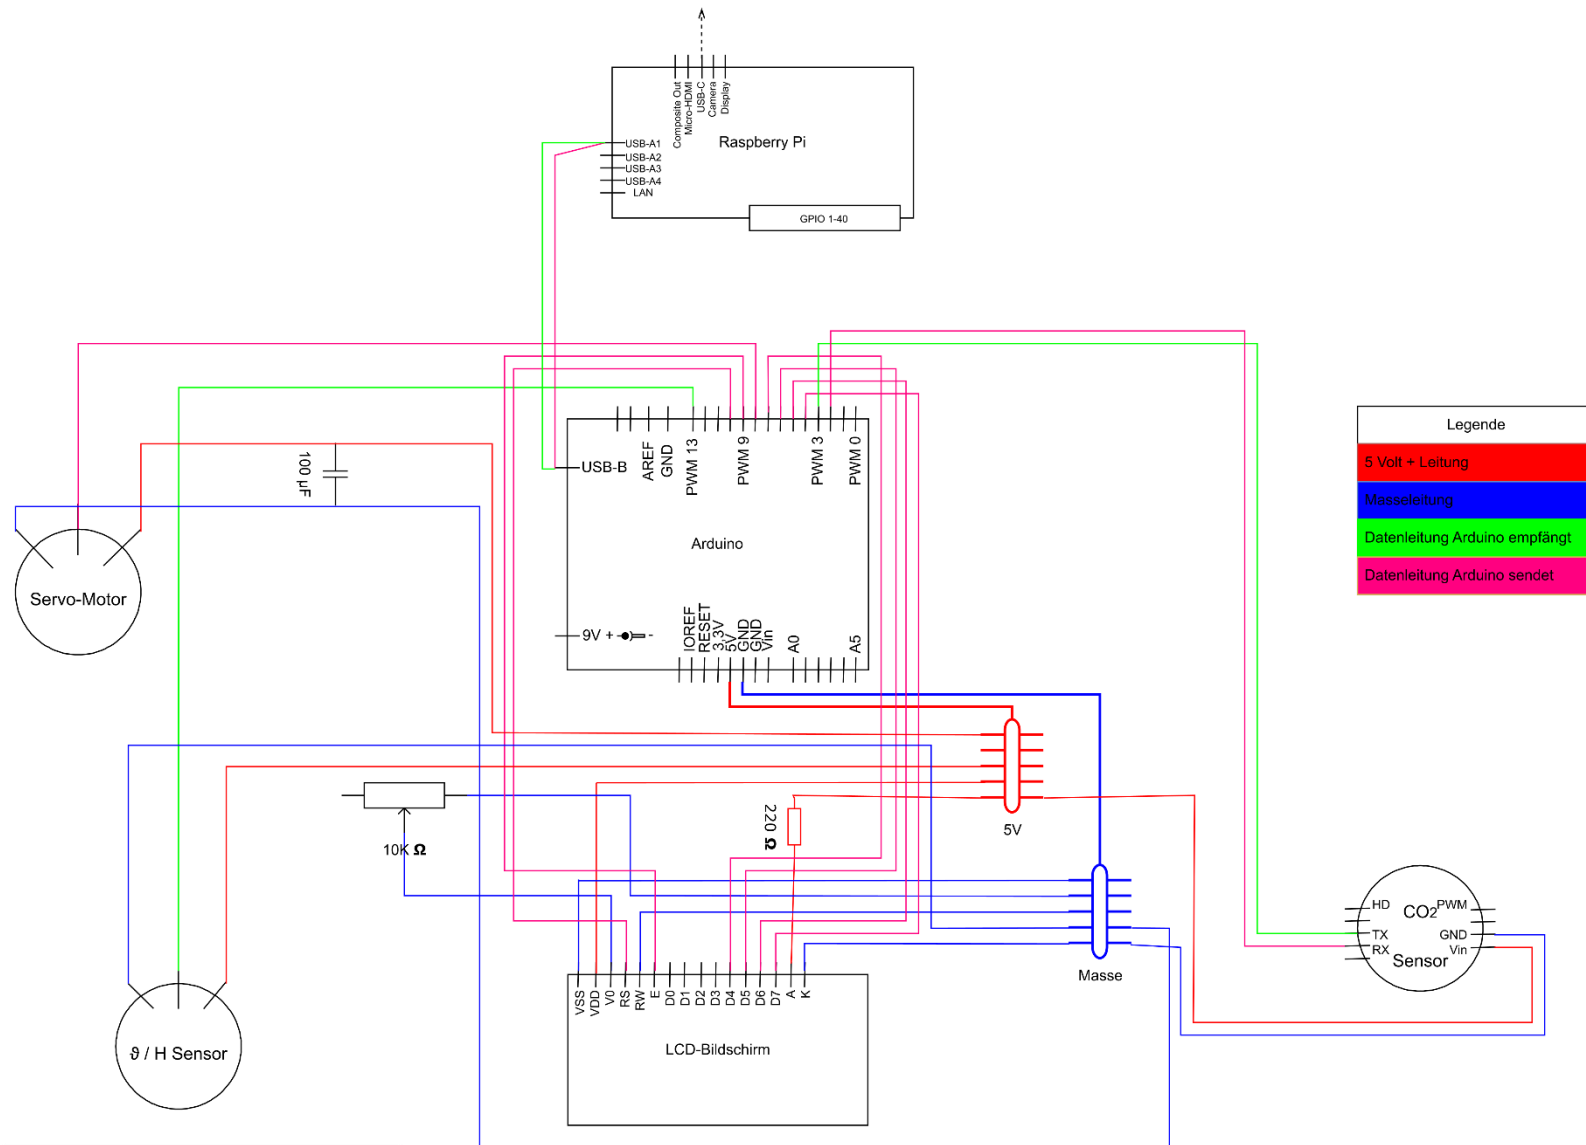 Composite Out
Micro-HDMI
USB-C
Camera
Display
USB-A1
USB-A2
USB-A3
USB-A4
LAN
Raspberry Pi
GPIO 1-40
AREF
GND
PWM 13
PWM 9
PWM 3
PWM 0
USB-B
Arduino
9V + -
IOREF
RESET
3,3V
5V
GND
GND
Vin
A0
A5
100 µF
Servo-Motor
Legende
5 Volt + Leitung
Masseleitung
Datenleitung Arduino empfängt
Datenleitung Arduino sendet
10K Ω
220 Ω
5V
Masse
HD
CO2
PWM
TX
GND
RX
Vin
Sensor
ϑ / H Sensor
VSS
VDD
V0
RS
RW
E
D0
D1
D2
D3
D4
D5
D6
D7
A
K
LCD-Bildschirm